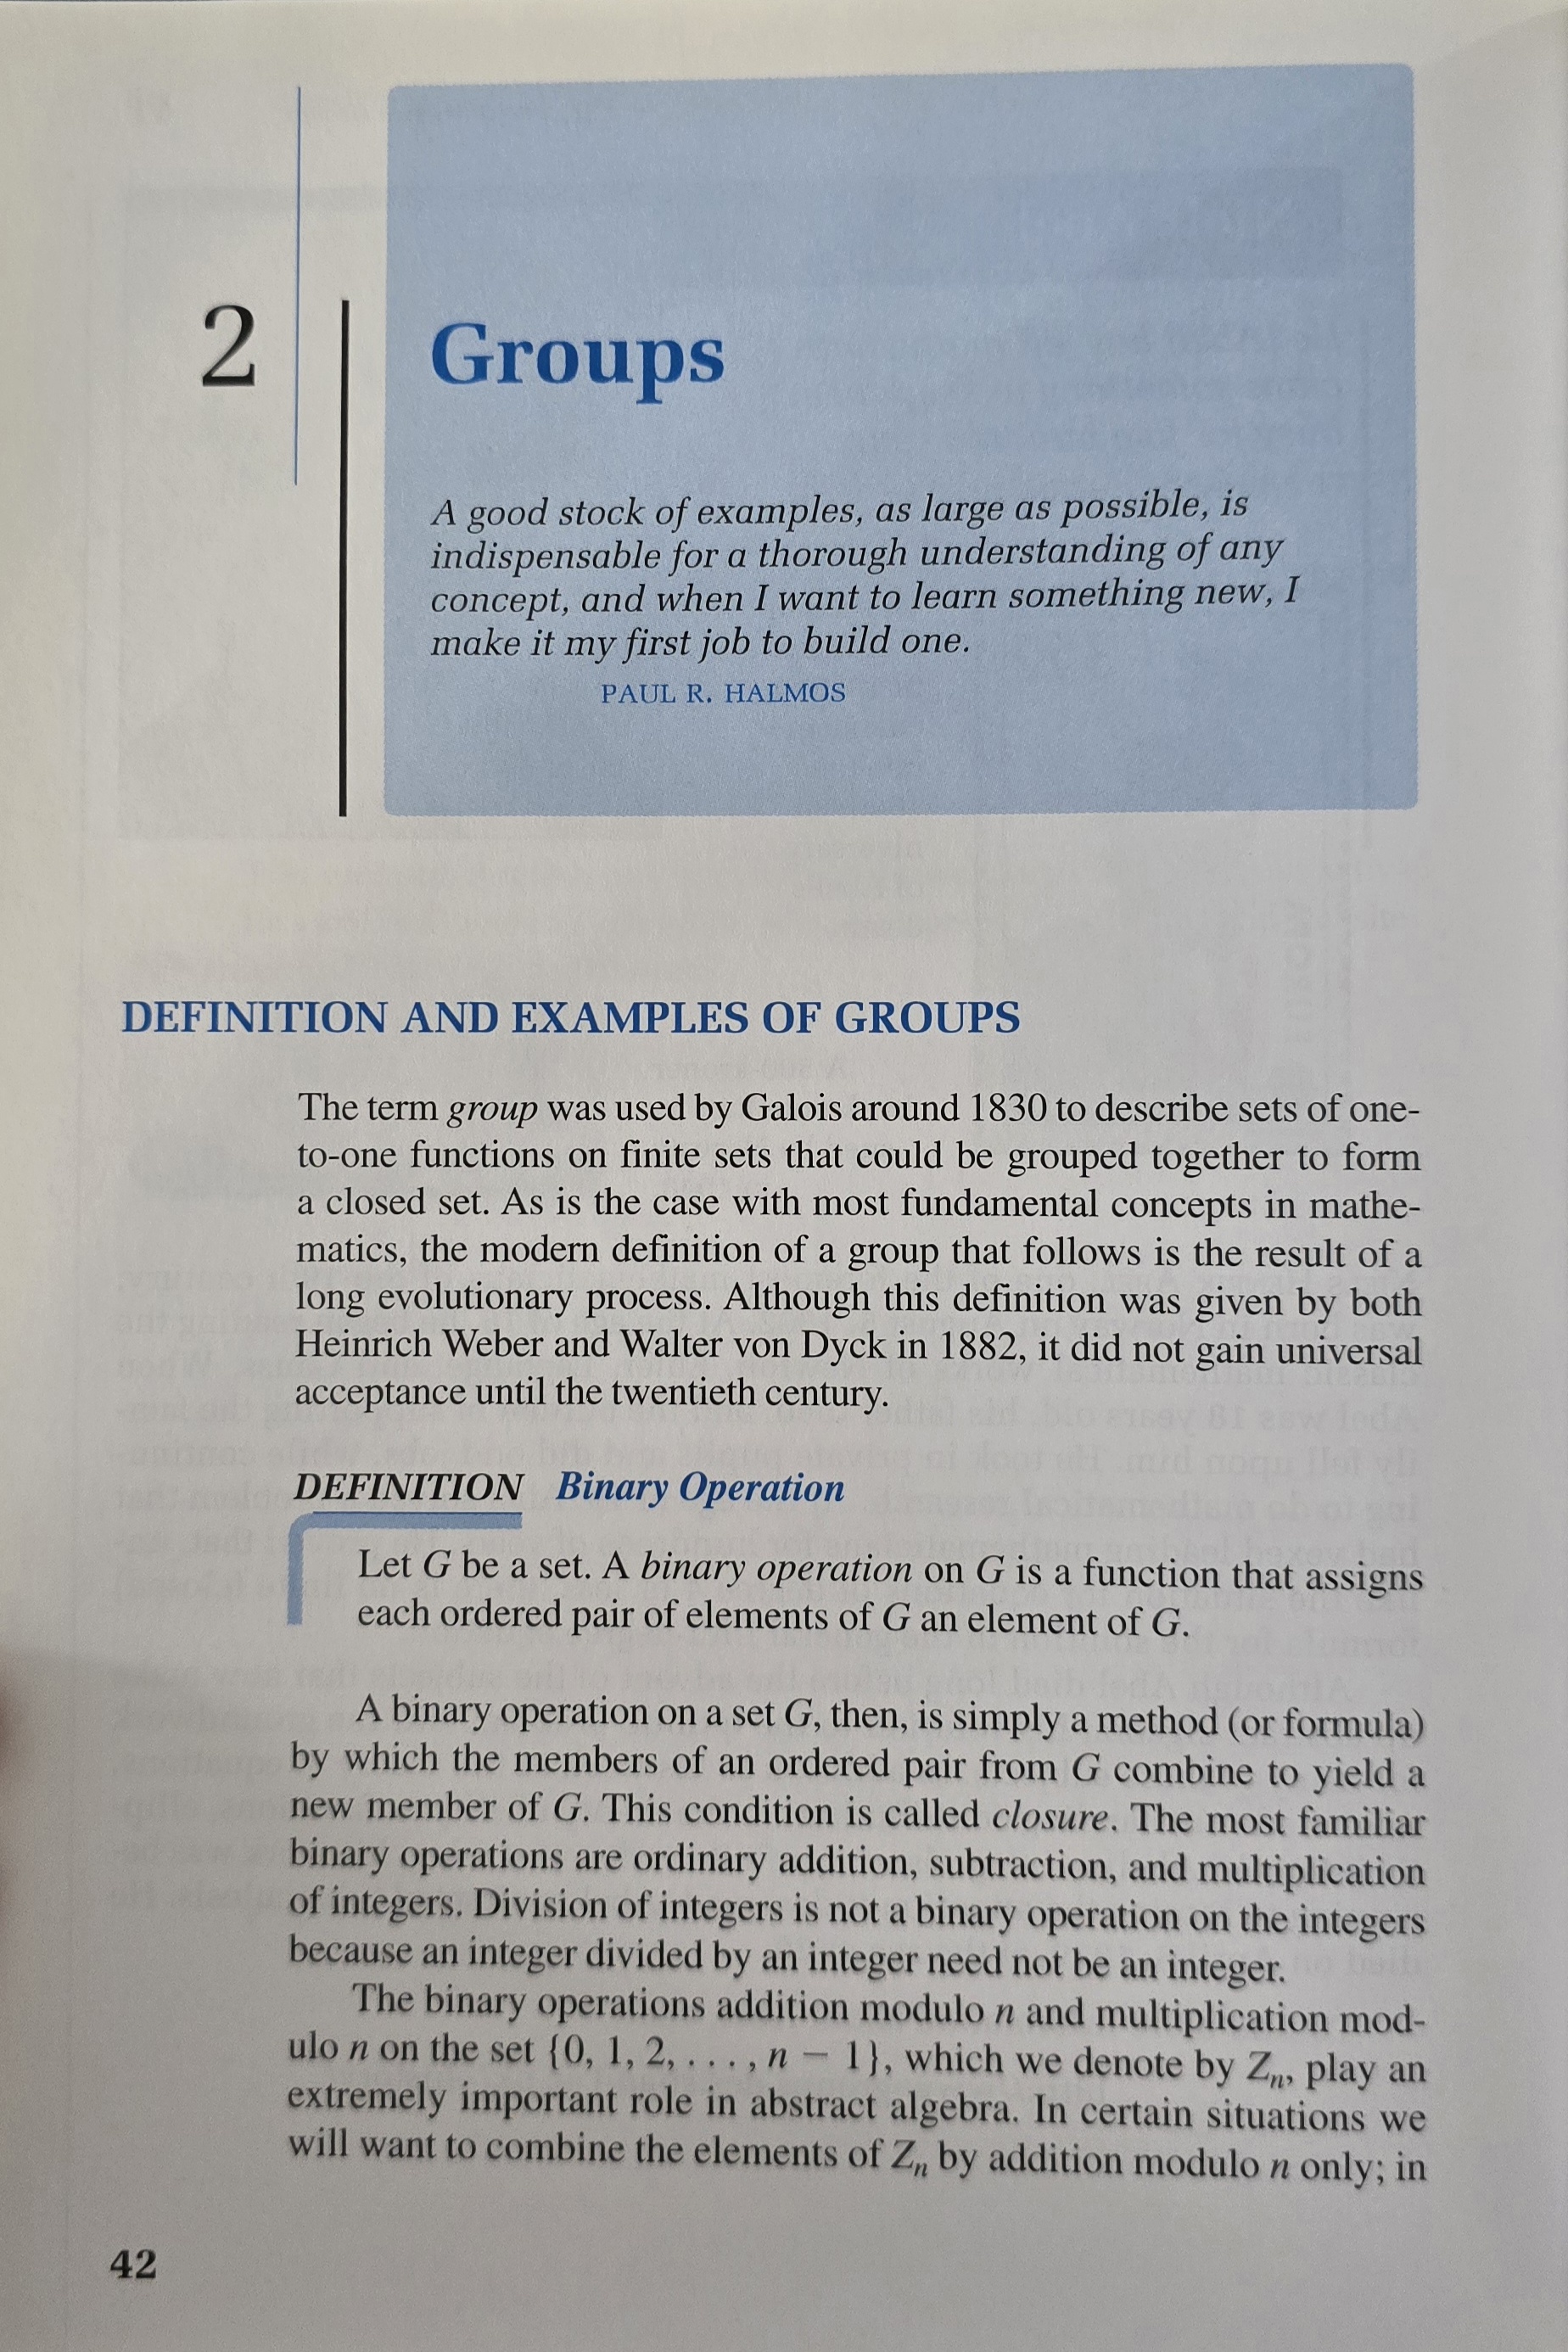 2
Groups
A good stock of examples, as large as possible, is
indispensable for a thorough understanding of any
concept, and when I want to learn something new, I
make it my first job to build one.
PAUL R. HALMOS
DEFINITION AND EXAMPLES OF GROUPS
The term group was used by Galois around 1830 to describe sets of one-
to-one functions on finite sets that could be grouped together to form
a closed set. As is the case with most fundamental concepts in mathe-
matics, the modern definition of a group that follows is the result of a
long evolutionary process. Although this definition was given by both
Heinrich Weber and Walter von Dyck in 1882, it did not gain universal
acceptance until the twentieth century.
DEFINITION Binary Operation
Let G be a set. A binary operation on G is a function that assigns
each ordered pair of elements of G an element of G.
A binary operation on a set G, then, is simply a method (or formula)
by which the members of an ordered pair from G combine to yield a
new member of G. This condition is called closure. The most familiar
binary operations are ordinary addition, subtraction, and multiplication
of integers. Division of integers is not a binary operation on the integers
because an integer divided by an integer need not be an integer.
The binary operations addition modulo n and multiplication mod-
ulo n on the set {0, 1, 2, . . . , n − 1}, which we denote by Zₙ, play an
extremely important role in abstract algebra. In certain situations we
will want to combine the elements of Zₙ by addition modulo n only; in
42